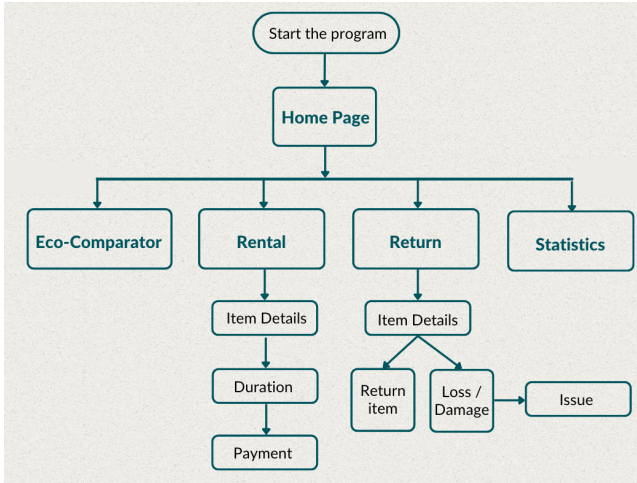 Start the program
Home Page
Eco-Comparator
Rental
Return
Statistics
Item Details
Item Details
Duration
Return
item
Loss /
Damage
Issue
Payment